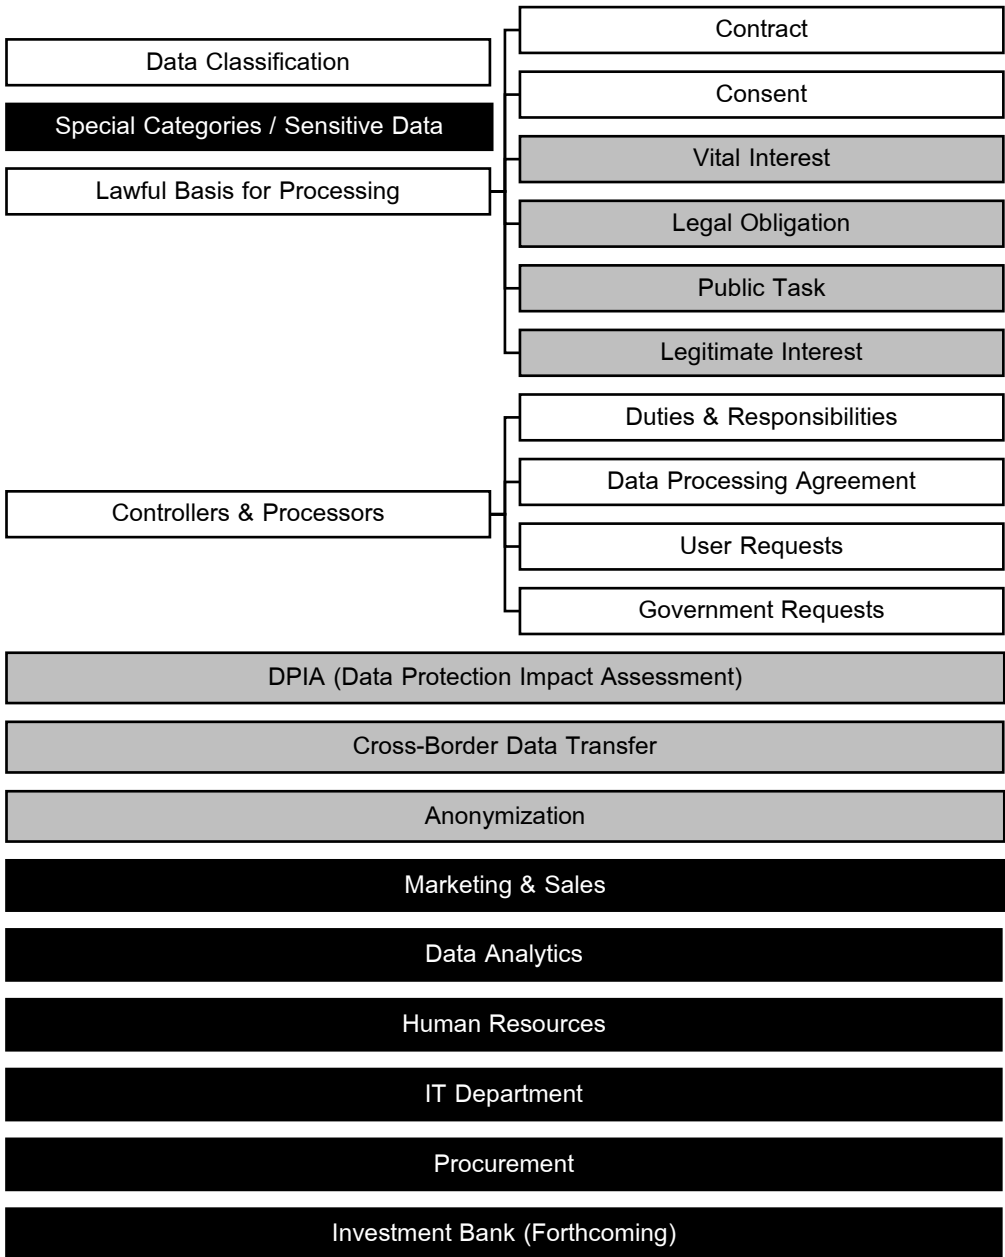 Data Classification
Special Categories / Sensitive Data
Lawful Basis for Processing
Contract
Consent
Vital Interest
Legal Obligation
Public Task
Legitimate Interest
Controllers & Processors
Duties & Responsibilities
Data Processing Agreement
User Requests
Government Requests
DPIA (Data Protection Impact Assessment)
Cross-Border Data Transfer
Anonymization
Marketing & Sales
Data Analytics
Human Resources
IT Department
Procurement
Investment Bank (Forthcoming)